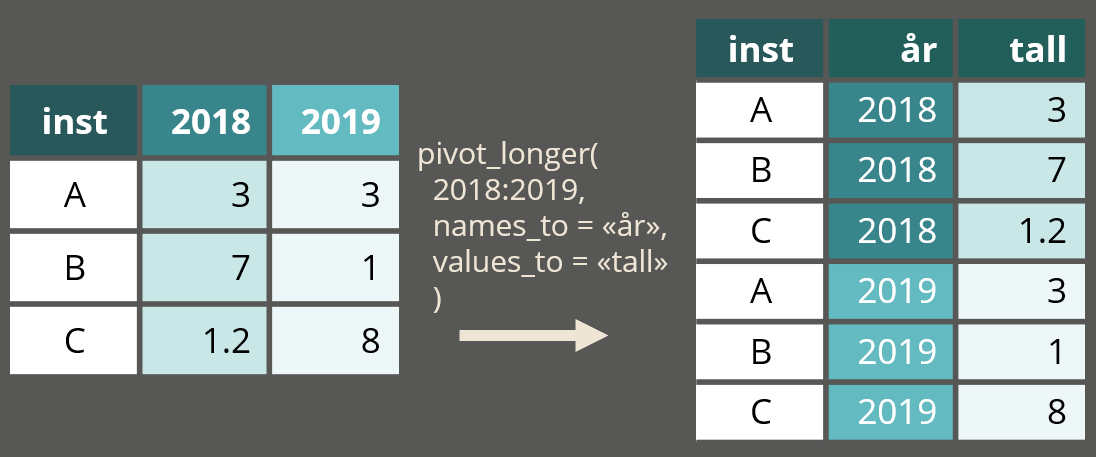 inst 2018 2019
A 3 3
B 7 1
C 1.2 8
pivot_longer(
2018:2019,
names_to = «år»,
values_to = «tall»
)
inst år tall
A 2018 3
B 2018 7
C 2018 1.2
A 2019 3
B 2019 1
C 2019 8